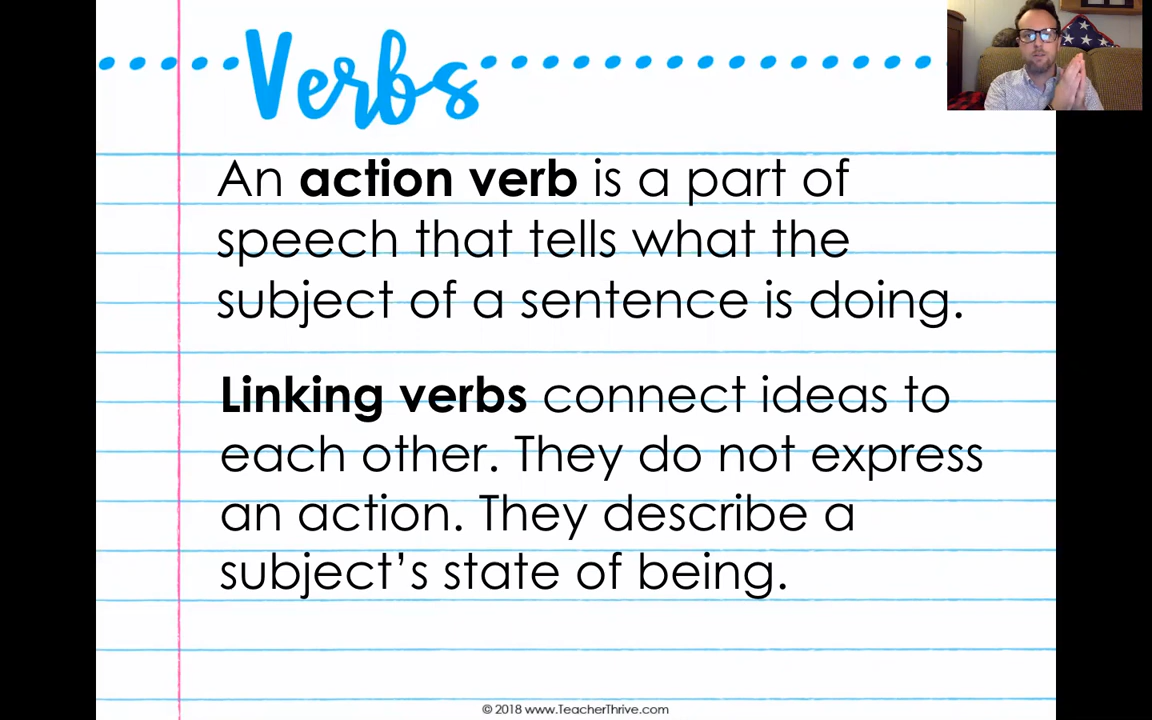 Verbs
An action verb is a part of
speech that tells what the
subject of a sentence is doing.
Linking verbs connect ideas to
each other. They do not express
an action. They describe a
subject’s state of being.
© 2018 www.TeacherThrive.com